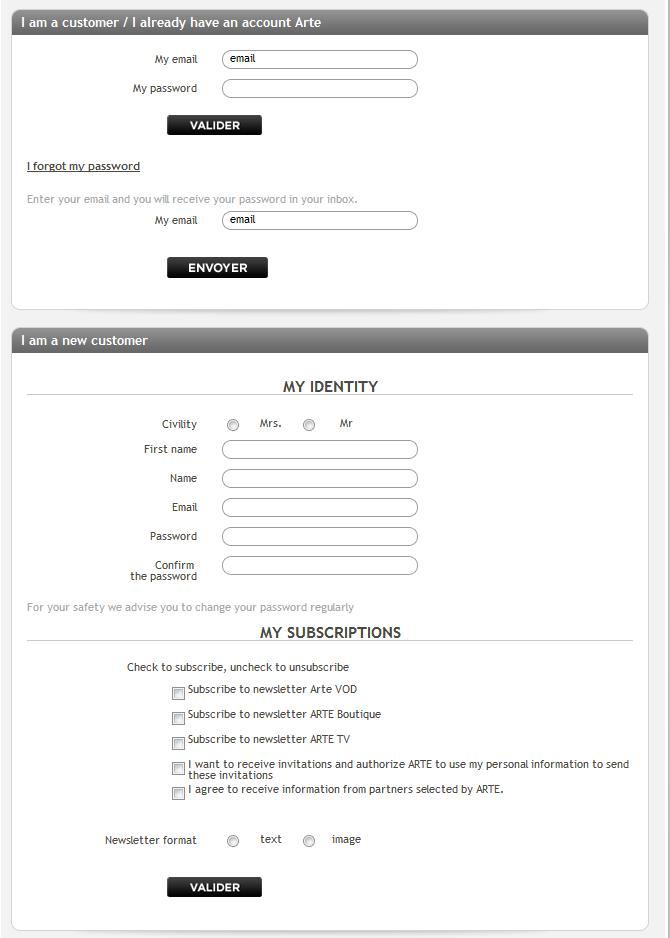 I am a customer / I already have an account Arte
My email
email
My password
VALIDER
I forgot my password
Enter your email and you will receive your password in your inbox.
My email
email
ENVOYER
I am a new customer
MY IDENTITY
Civility Mrs. Mr
First name
Name
Email
Password
Confirm
the password
For your safety we advise you to change your password regularly
MY SUBSCRIPTIONS
Check to subscribe, uncheck to unsubscribe
Subscribe to newsletter Arte VOD
Subscribe to newsletter ARTE Boutique
Subscribe to newsletter ARTE TV
I want to receive invitations and authorize ARTE to use my personal information to send
these invitations
I agree to receive information from partners selected by ARTE.
Newsletter format text image
VALIDER